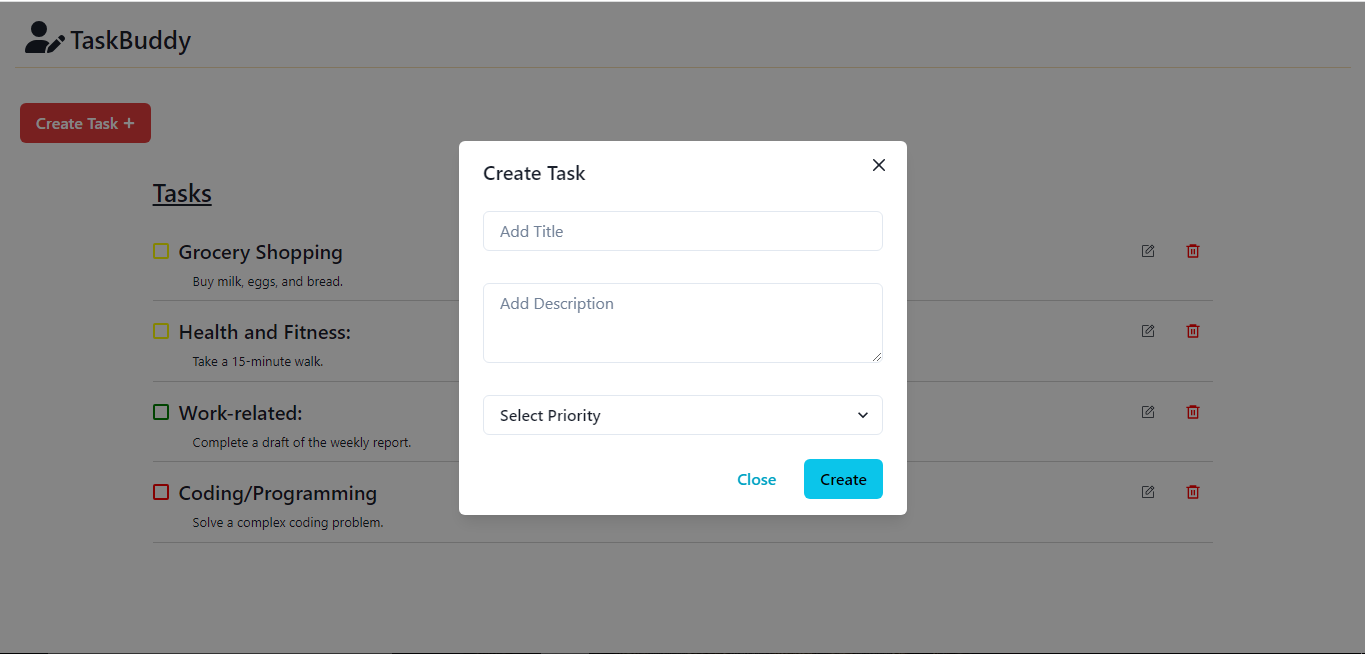 TaskBuddy
Create Task +
Tasks
Grocery Shopping
Buy milk, eggs, and bread.
Health and Fitness:
Take a 15-minute walk.
Work-related:
Complete a draft of the weekly report.
Coding/Programming
Solve a complex coding problem.
Create Task
Add Title
Add Description
Select Priority
Close
Create